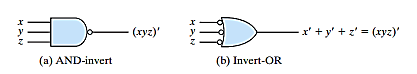 x
y
z
(xyz)′
x
y
z
x′ + y′ + z′ = (xyz)′
(a) AND-invert
(b) Invert-OR